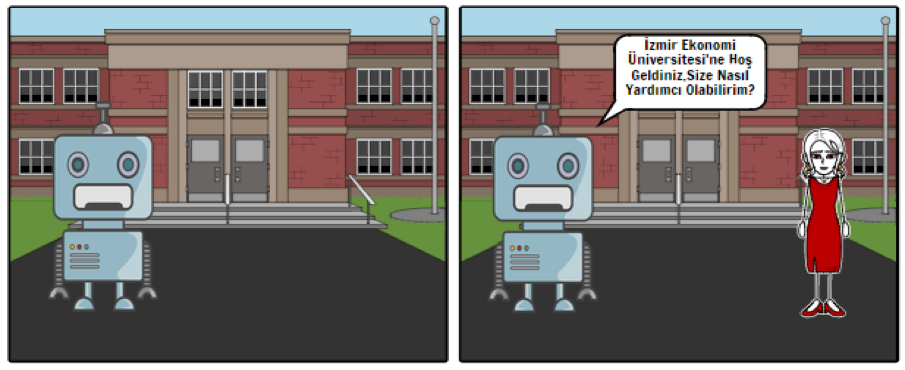 İzmir Ekonomi
Üniversitesi'ne Hoş
Geldiniz,Size Nasıl
Yardımcı Olabilirim?